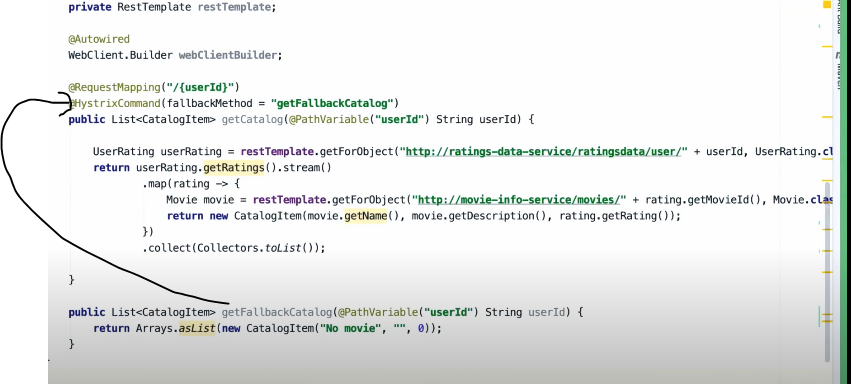 private RestTemplate restTemplate;
@Autowired
WebClient.Builder webClientBuilder;
@RequestMapping("/{userId}")
@HystrixCommand(fallbackMethod = "getFallbackCatalog")
public List<CatalogItem> getCatalog(@PathVariable("userId") String userId) {
UserRating userRating = restTemplate.getForObject("http://ratings-data-service/ratingsdata/user/" + userId, UserRating.cl
return userRating.getRatings().stream()
.map(rating -> {
Movie movie = restTemplate.getForObject("http://movie-info-service/movies/" + rating.getMovieId(), Movie.clas
return new CatalogItem(movie.getName(), movie.getDescription(), rating.getRating());
})
.collect(Collectors.toList());
}
public List<CatalogItem> getFallbackCatalog(@PathVariable("userId") String userId) {
return Arrays.asList(new CatalogItem("No movie", "", 0));
}